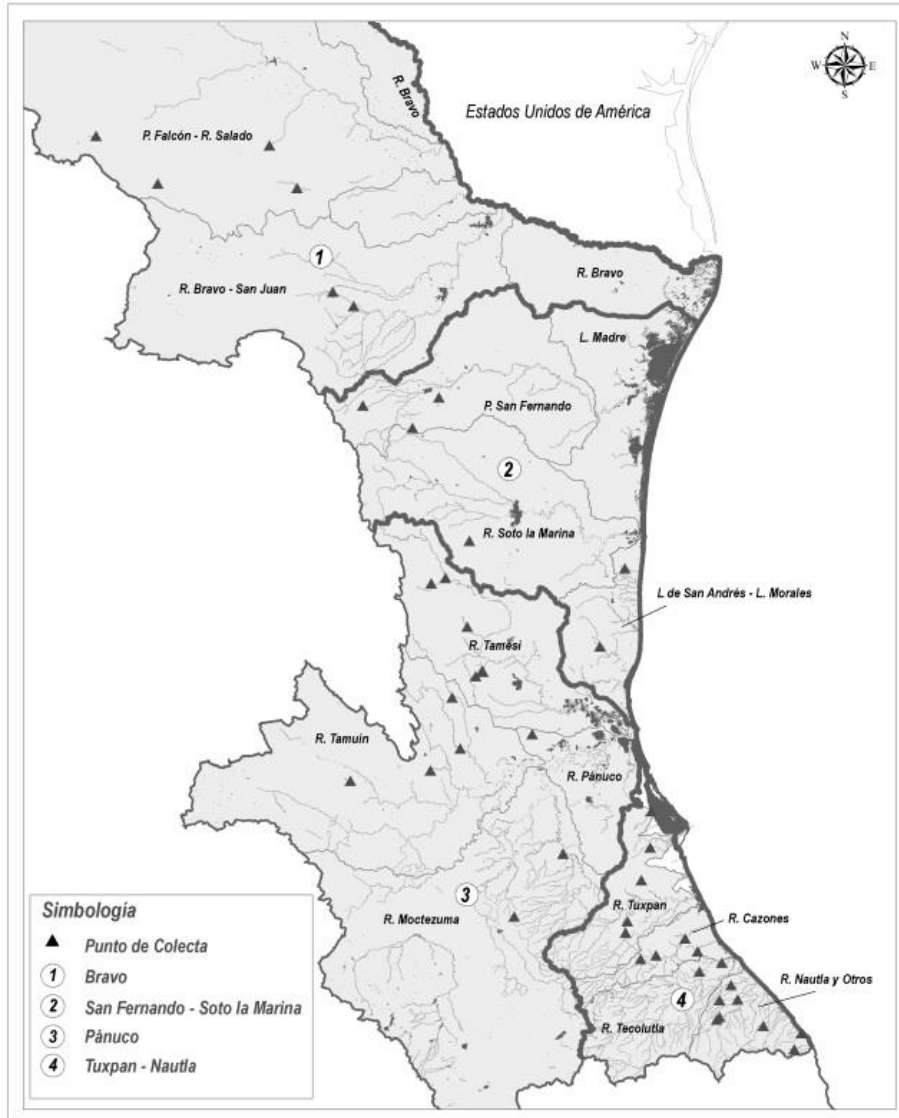 N
W E
S
R. Bravo
Estados Unidos de América
P. Falcón - R. Salado
1
R. Bravo
R. Bravo - San Juan
L. Madre
P. San Fernando
2
R. Soto la Marina
L de San Andrés - L. Morales
R. Tamesí
R. Tamuín
R. Pánuco
3
R. Moctezuma
R. Tuxpan
R. Cazones
R. Nautla y Otros
4
R. Tecolutla
Simbología
Punto de Colecta
1 Bravo
2 San Fernando - Soto la Marina
3 Pánuco
4 Tuxpan - Nautla